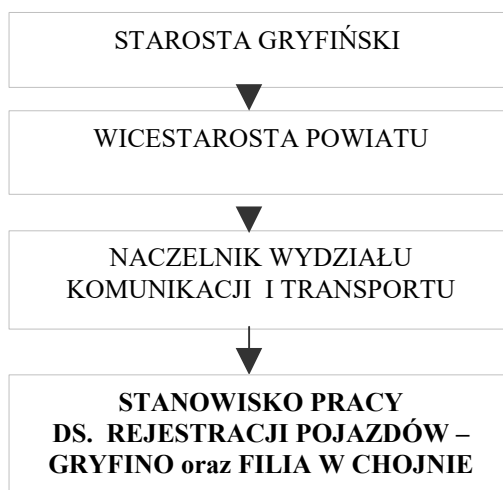 STAROSTA GRYFIŃSKI
WICESTAROSTA POWIATU
NACZELNIK WYDZIAŁU
KOMUNIKACJI I TRANSPORTU
STANOWISKO PRACY
DS. REJESTRACJI POJAZDÓW –
GRYFINO oraz FILIA W CHOJNIE